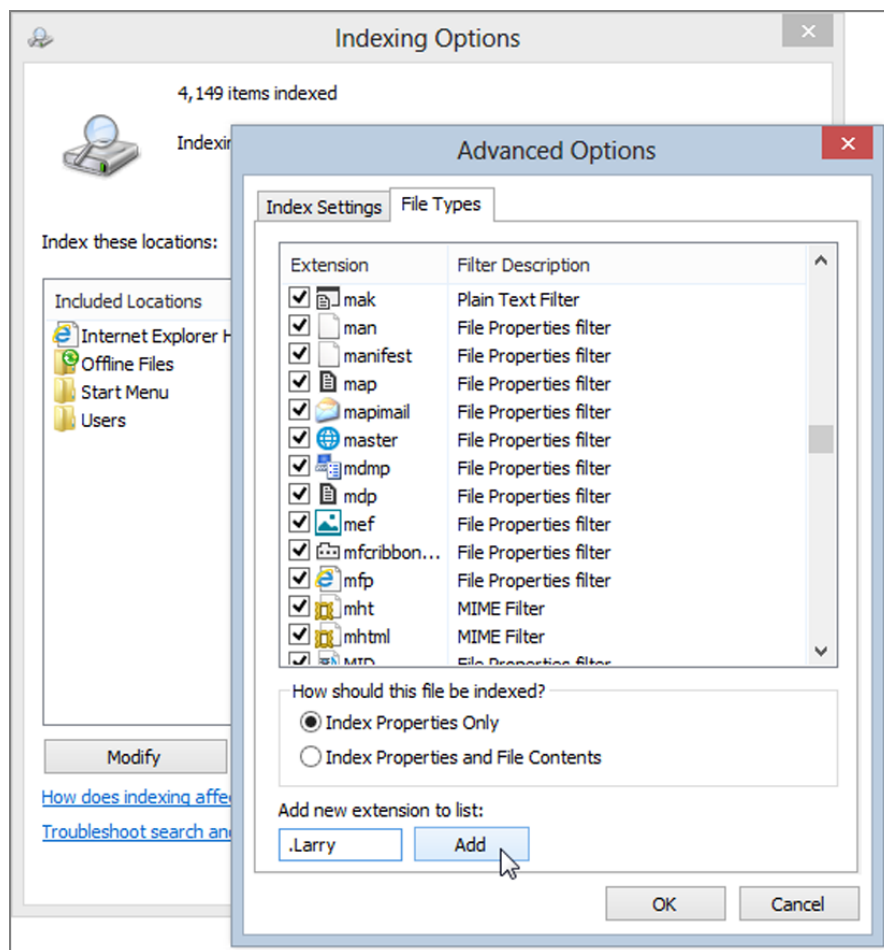 Indexing Options
4,149 items indexed
Index these locations:
Included Locations
Internet Explorer H
Offline Files
Start Menu
Users
Modify
How does indexing affe
Troubleshoot search an
Advanced Options
Index Settings File Types
Extension Filter Description
mak Plain Text Filter
man File Properties filter
manifest File Properties filter
map File Properties filter
mapimail File Properties filter
master File Properties filter
mdmp File Properties filter
mdp File Properties filter
mef File Properties filter
mfcribbon... File Properties filter
mfp File Properties filter
mht MIME Filter
mhtml MIME Filter
MID File Properties filter
How should this file be indexed?
Index Properties Only
Index Properties and File Contents
Add new extension to list:
.Larry Add
OK Cancel